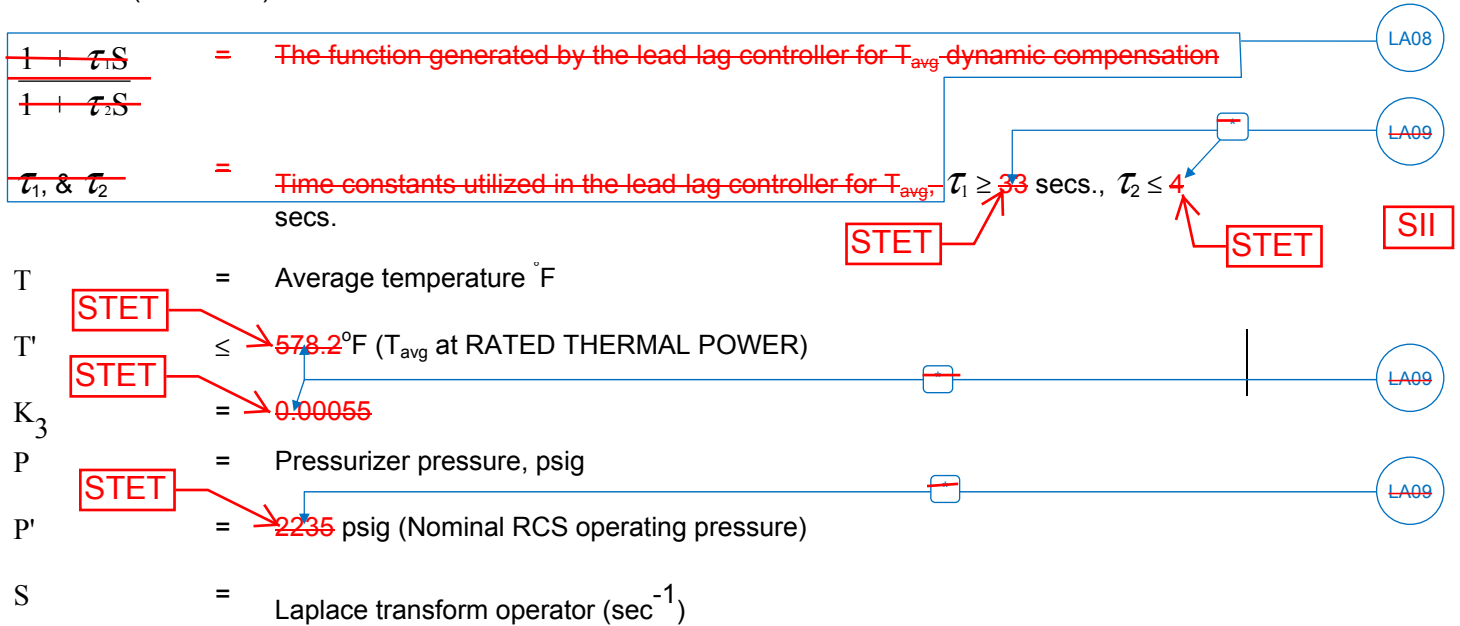 LA08
1 + τ1S = The function generated by the lead lag controller for Tavg dynamic compensation
1 + τ2S
* LA09
τ1, & τ2 = Time constants utilized in the lead-lag controller for Tavg, τ1 ≥ 33 secs., τ2 ≤ 4
secs.
STET STET SII
T = Average temperature °F
STET
T' ≤ 578.2°F (Tavg at RATED THERMAL POWER)
STET * LA09
K3 = 0.00055
P = Pressurizer pressure, psig
STET * LA09
P' = 2235 psig (Nominal RCS operating pressure)
S = Laplace transform operator (sec-1)